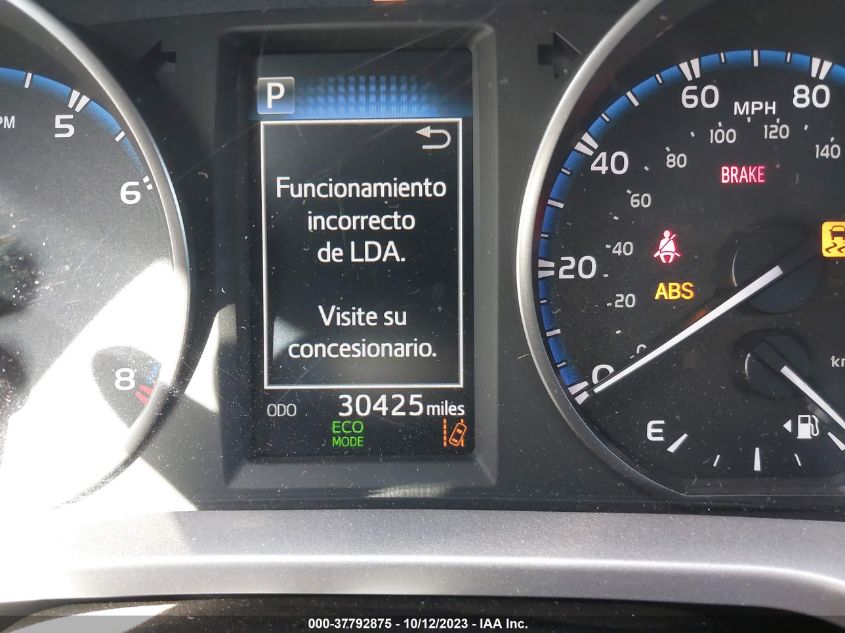 P
Funcionamiento
incorrecto
de LDA.
Visite su
concesionario.
ODO 30425 miles
ECO
MODE
5
6
8
60 MPH 80
100 120
40 80 140
BRAKE
60
40
20
ABS
20
0
0
E
000-37792875 - 10/12/2023 - IAA Inc.